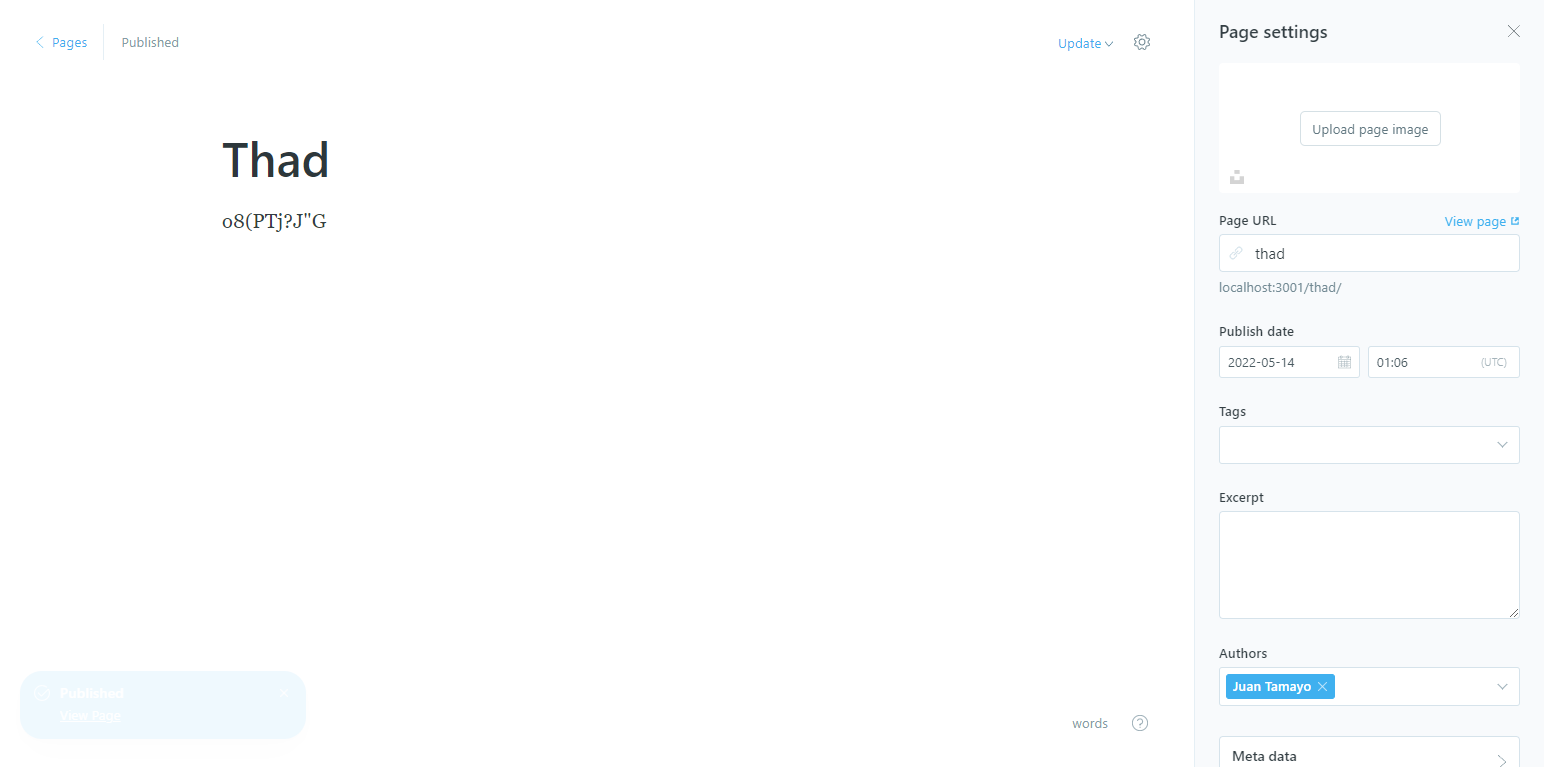 Pages
Published
Update
Thad
o8(PTj?J"G
Published
View Page
words
Page settings
Upload page image
Page URL
View page
thad
localhost:3001/thad/
Publish date
2022-05-14
01:06
(UTC)
Tags
Excerpt
Authors
Juan Tamayo
Meta data